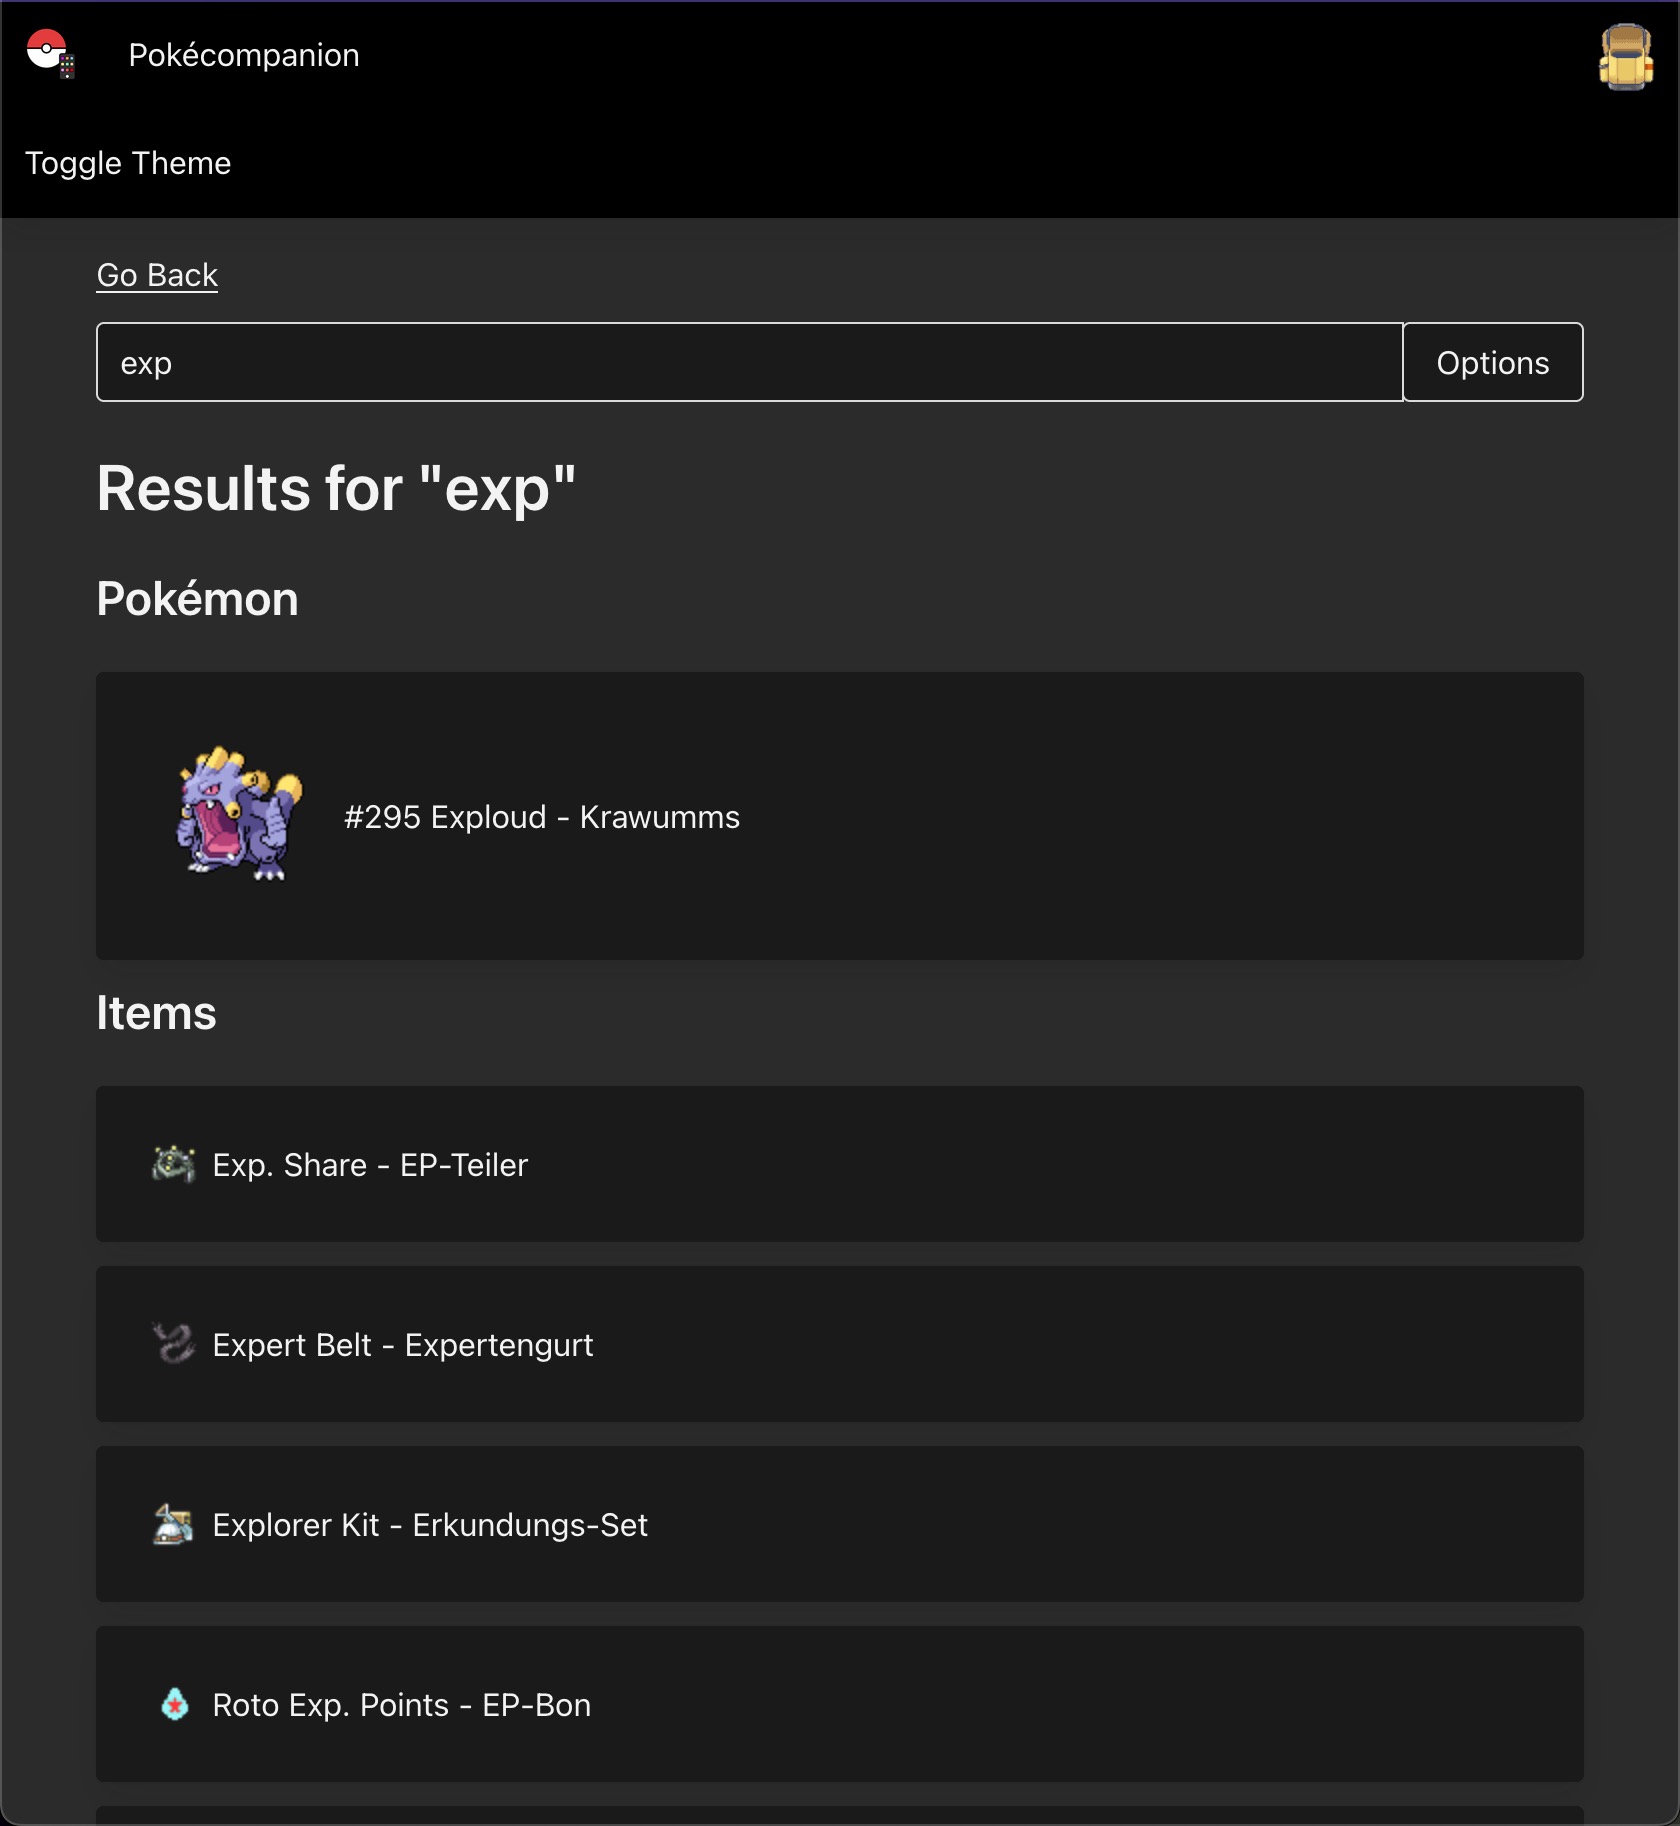 Pokécompanion
Toggle Theme
Go Back
exp
Options
Results for "exp"
Pokémon
#295 Exploud - Krawumms
Items
Exp. Share - EP-Teiler
Expert Belt - Expertengurt
Explorer Kit - Erkundungs-Set
Roto Exp. Points - EP-Bon